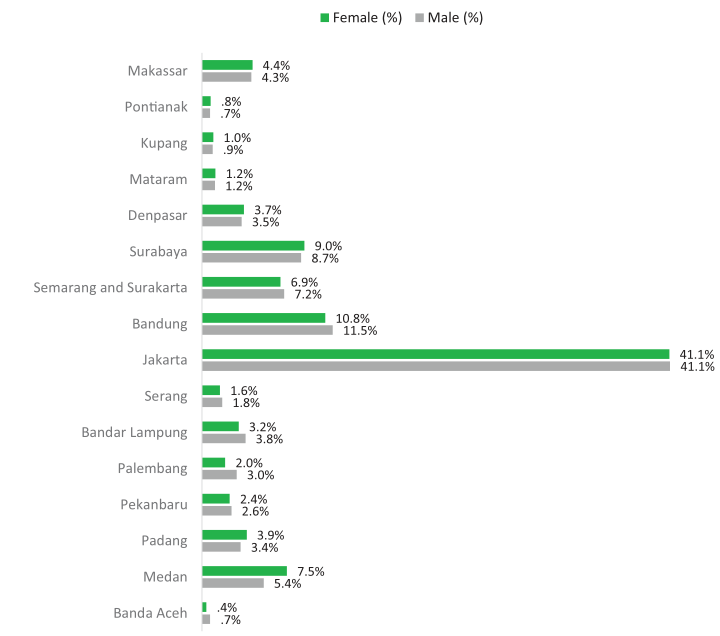 Female (%) Male (%)
Makassar 4.4%
4.3%
Pontianak .8%
.7%
Kupang 1.0%
.9%
Mataram 1.2%
1.2%
Denpasar 3.7%
3.5%
Surabaya 9.0%
8.7%
Semarang and Surakarta 6.9%
7.2%
Bandung 10.8%
11.5%
Jakarta 41.1%
41.1%
Serang 1.6%
1.8%
Bandar Lampung 3.2%
3.8%
Palembang 2.0%
3.0%
Pekanbaru 2.4%
2.6%
Padang 3.9%
3.4%
Medan 7.5%
5.4%
Banda Aceh .4%
.7%